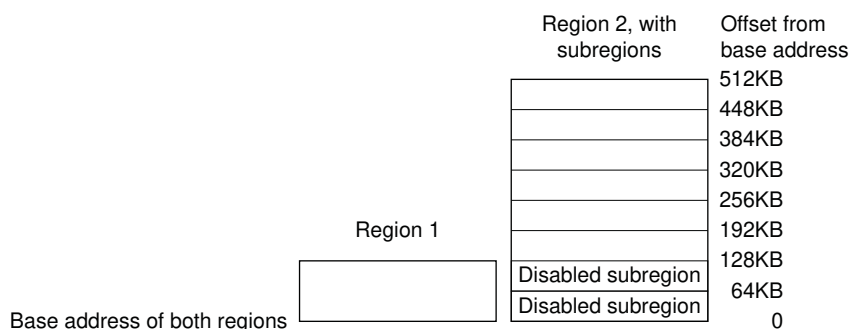 Region 2, with
subregions
Offset from
base address
512KB
448KB
384KB
320KB
256KB
192KB
Region 1
128KB
Disabled subregion
64KB
Disabled subregion
Base address of both regions
0